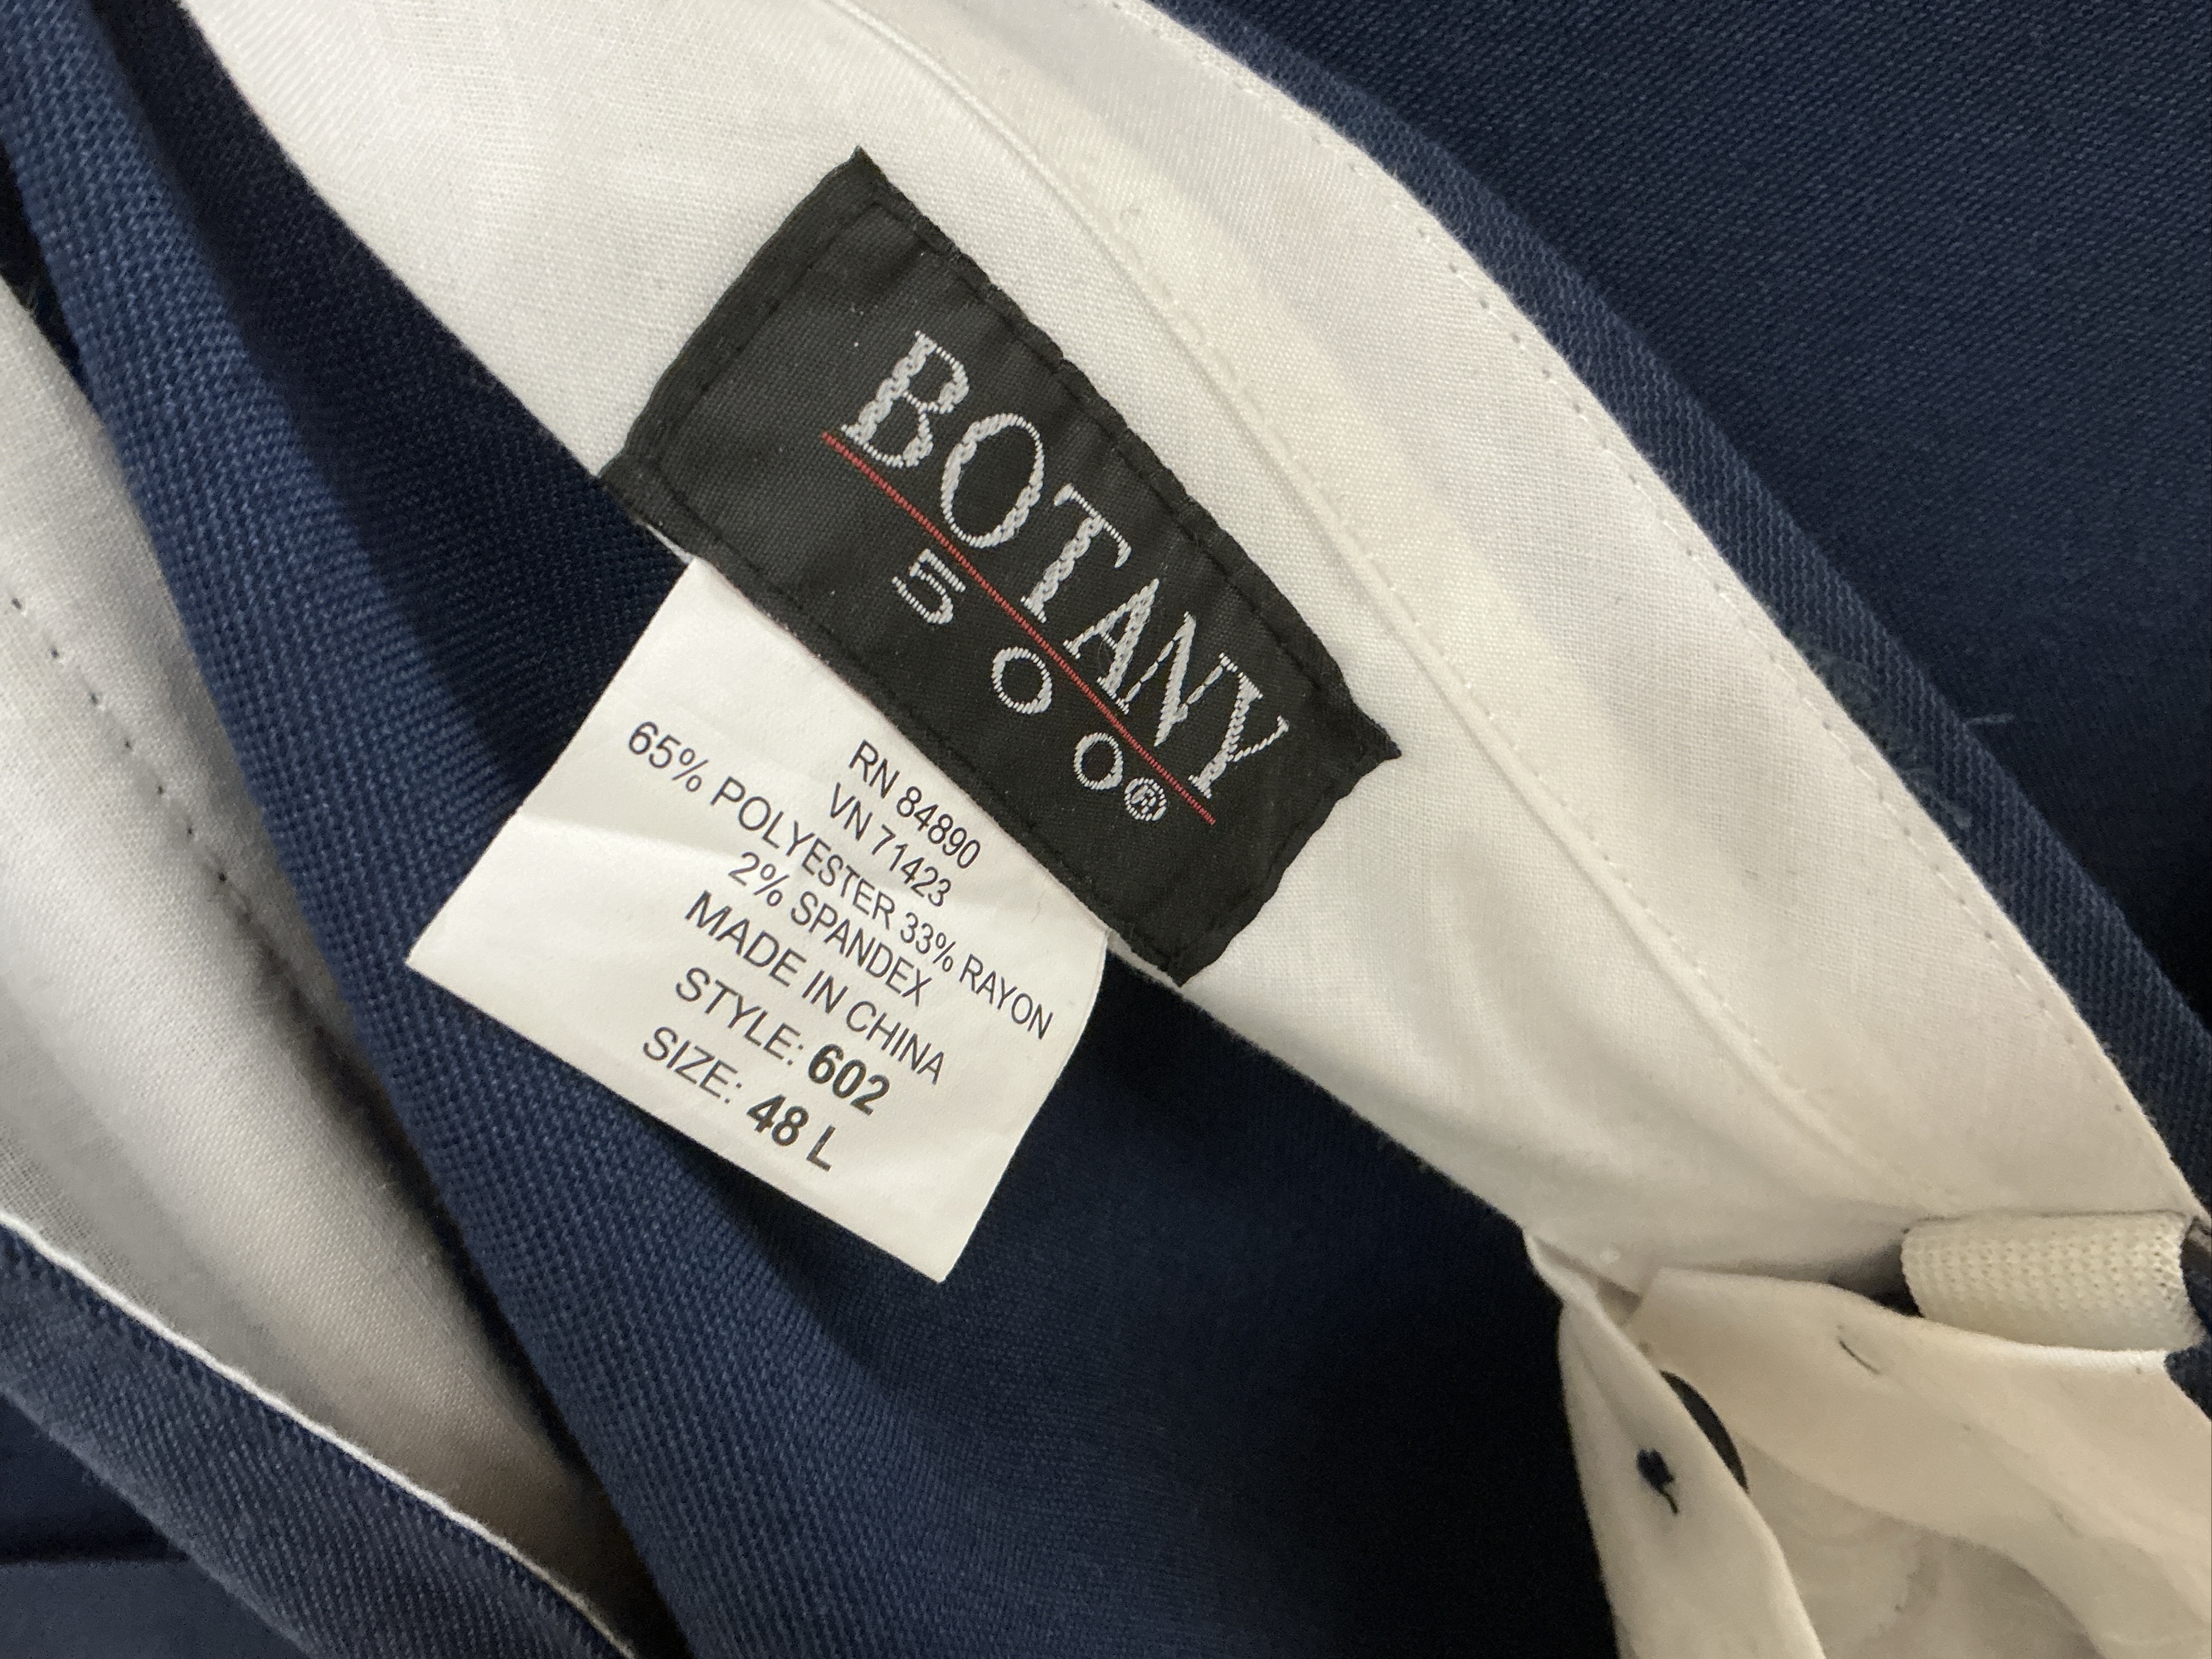 BOTANY
500®
RN 84890
VN 71423
65% POLYESTER 33% RAYON
2% SPANDEX
MADE IN CHINA
STYLE: 602
SIZE: 48 L